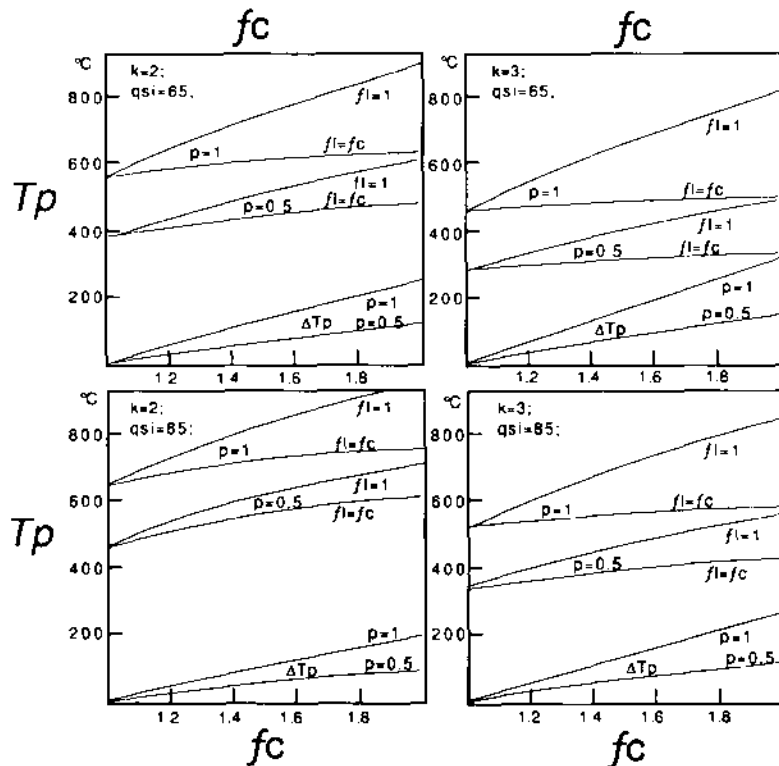 fc
fc
°C
k=2;
qsi=65;
800
600
400
200
Tp
fl=1
p=1
fl=fc
fl=1
p=0.5
fl=fc
p=1
ΔTp
p=0.5
1.2
1.4
1.6
1.8
°C
k=3;
qsi=65,
800
600
400
200
fl=1
p=1
fl=fc
fl=1
p=0.5
fl=fc
p=1
ΔTp
p=0.5
1.2
1.4
1.6
1.8
°C
k=2;
qsi=85;
800
600
400
200
Tp
fl=1
p=1
fl=fc
fl=1
p=0.5
fl=fc
p=1
ΔTp
p=0.5
1.2
1.4
1.6
1.8
fc
°C
k=3;
qsi=85;
800
600
400
200
fl=1
p=1
fl=fc
fl=1
p=0.5
fl=fc
p=1
ΔTp
p=0.5
1.2
1.4
1.6
1.8
fc